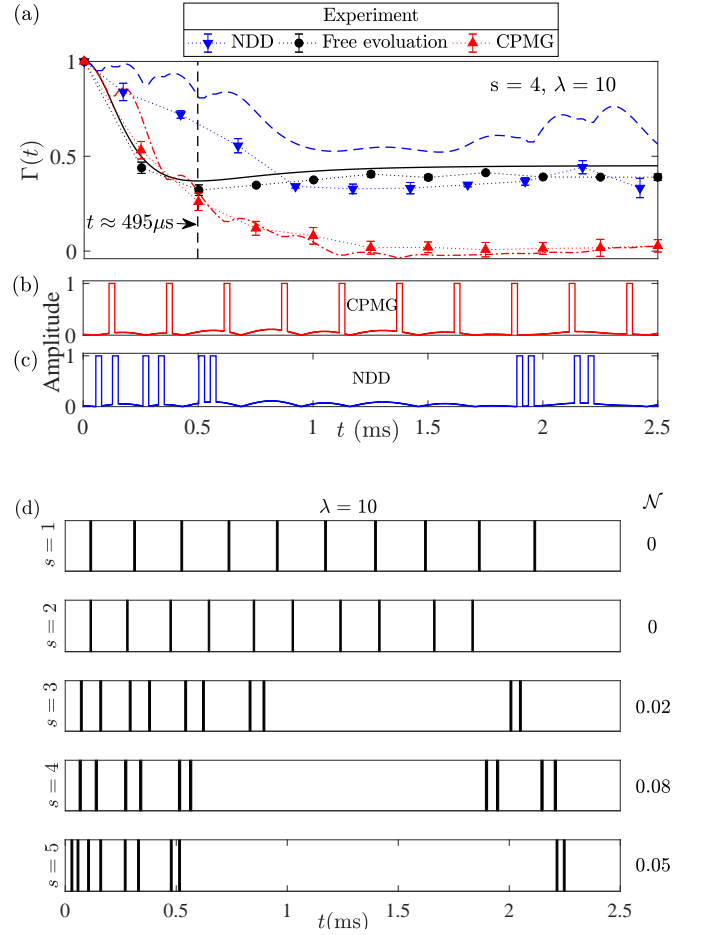 (a)
Experiment
NDD Free evoluation CPMG
s = 4, λ = 10
Γ(t)
1
0.5
0
t ≈ 495μs
(b)
1
0
CPMG
Amplitude
(c)
1
0
NDD
0 0.5 1 1.5 2 2.5
t (ms)
(d)
λ = 10
𝒩
s = 1
0
s = 2
0
s = 3
0.02
s = 4
0.08
s = 5
0.05
0 0.5 1 1.5 2 2.5
t(ms)